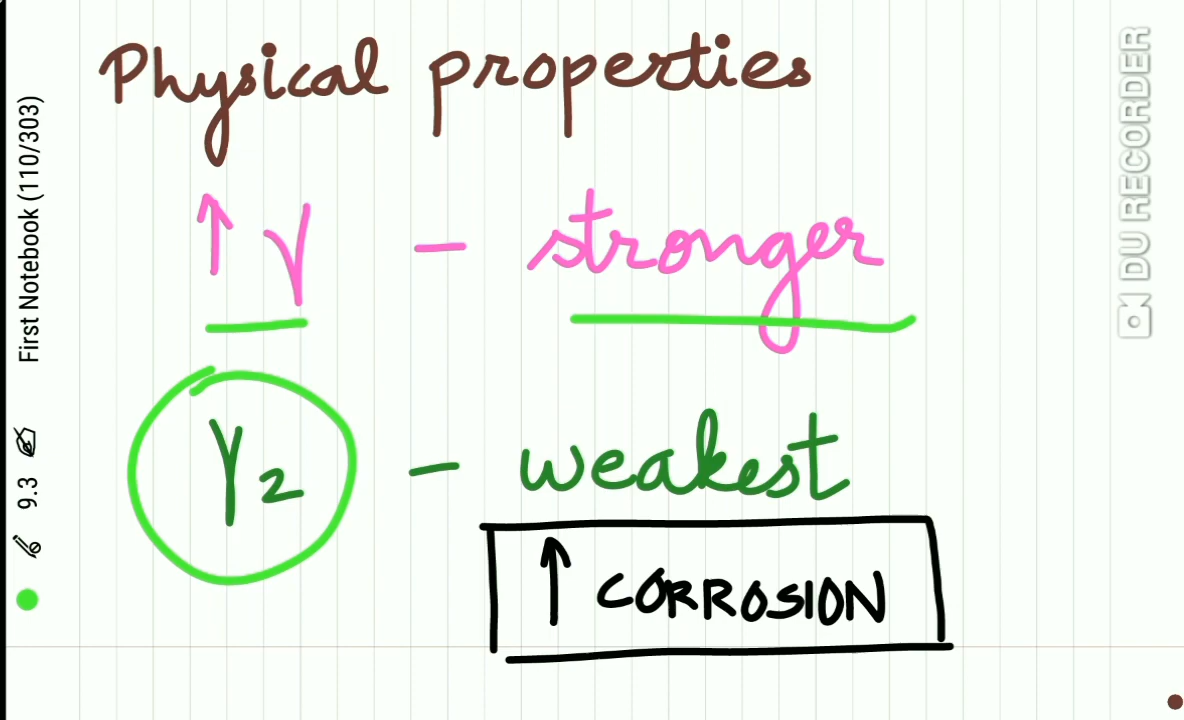 Physical properties
↑ γ - stronger
γ2 - weakest
↑ CORROSION
First Notebook (110/303)
9.3
DU RECORDER